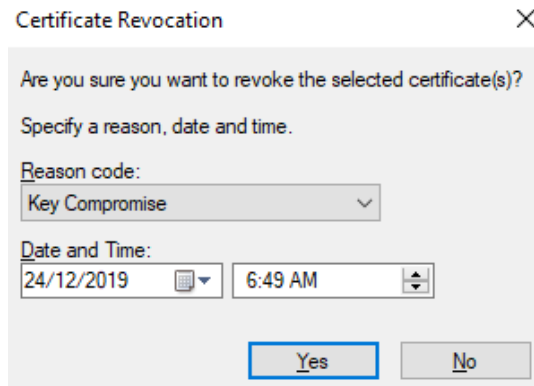 Certificate Revocation
Are you sure you want to revoke the selected certificate(s)?
Specify a reason, date and time.
Reason code:
Key Compromise
Date and Time:
24/12/2019 6:49 AM
Yes No